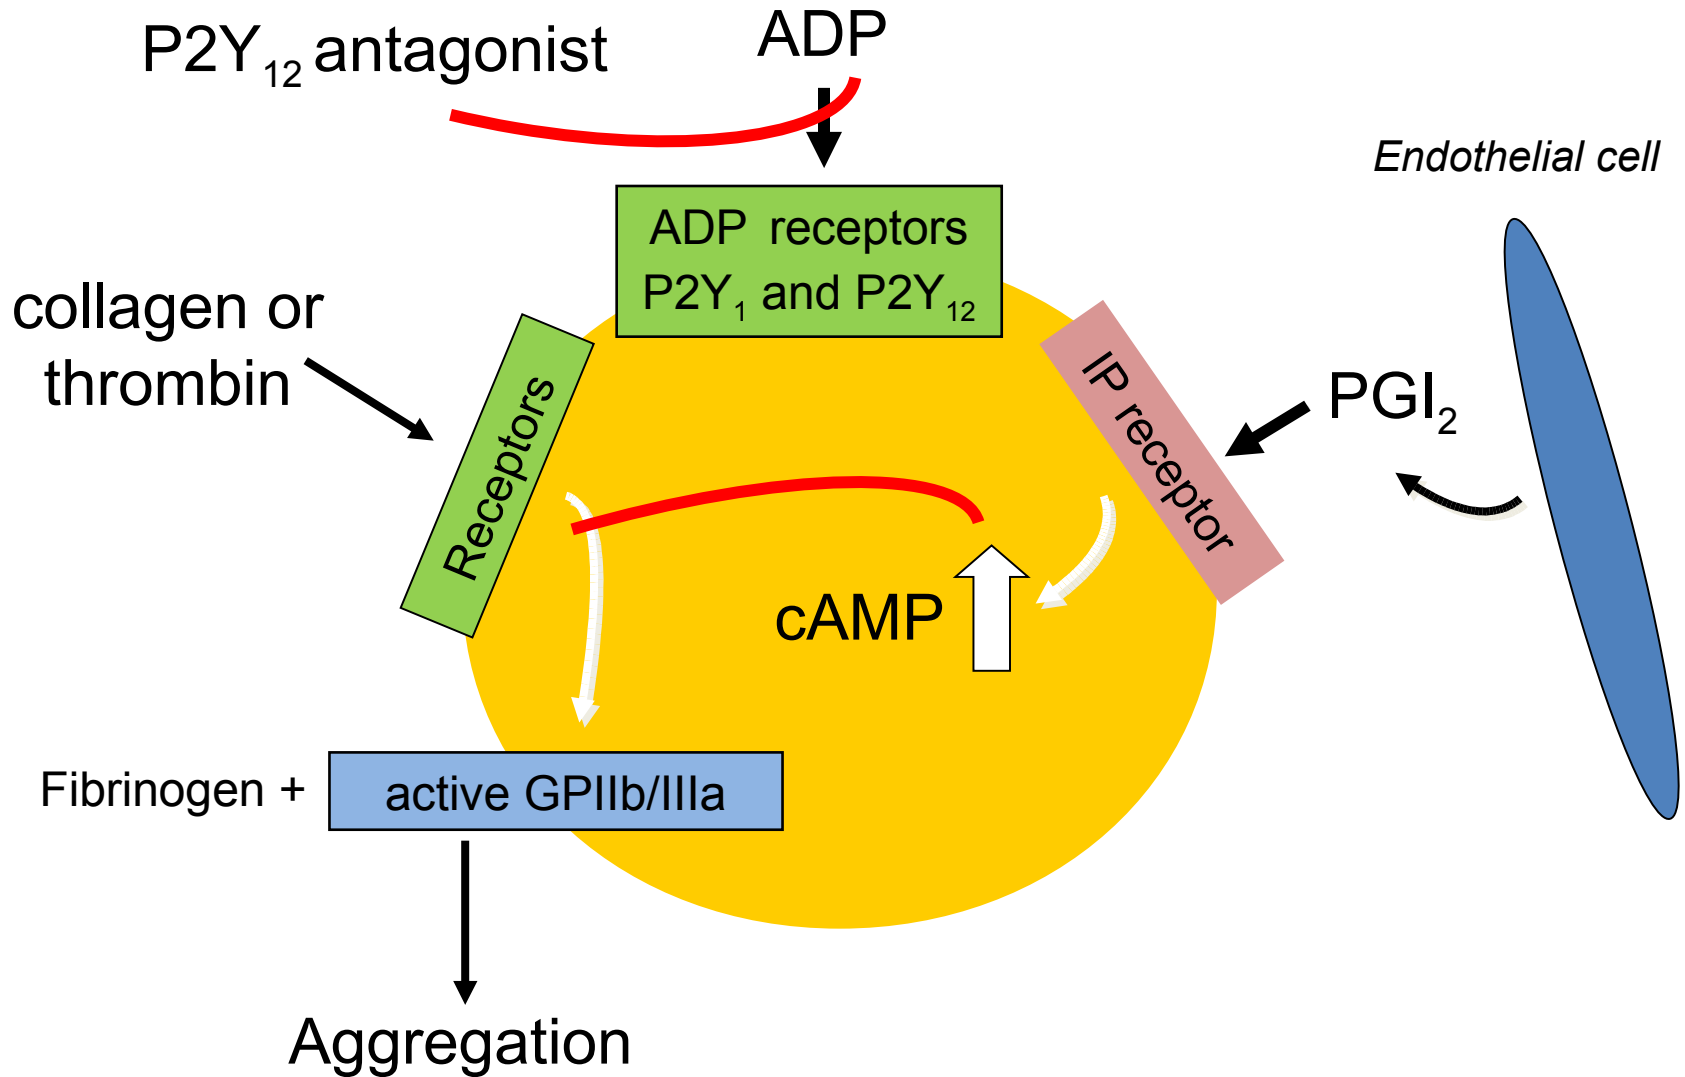 P2Y₁₂ antagonist
ADP
Endothelial cell
ADP receptors
P2Y₁ and P2Y₁₂
collagen or
thrombin
Receptors
IP receptor
PGI₂
cAMP
Fibrinogen +
active GPIIb/IIIa
Aggregation